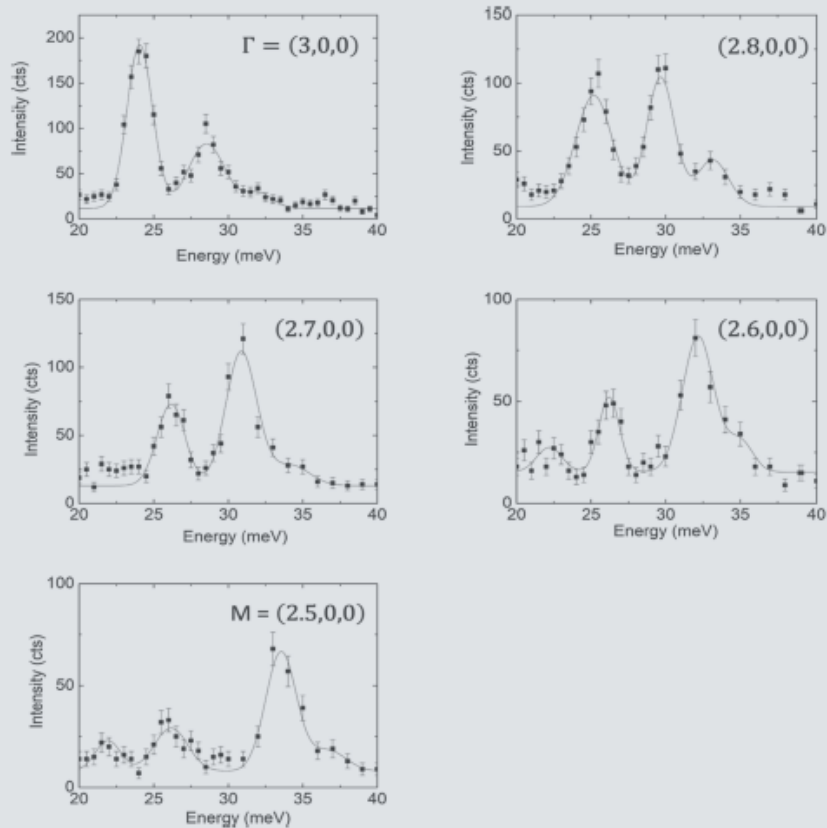 200
150
100
50
0
Intensity (cts)
Γ = (3,0,0)
20 25 30 35 40
Energy (meV)
150
100
50
0
Intensity (cts)
(2.8,0,0)
20 25 30 35 40
Energy (meV)
150
100
50
0
Intensity (cts)
(2.7,0,0)
20 25 30 35 40
Energy (meV)
100
50
0
Intensity (cts)
(2.6,0,0)
20 25 30 35 40
Energy (meV)
100
50
0
Intensity (cts)
M = (2.5,0,0)
20 25 30 35 40
Energy (meV)